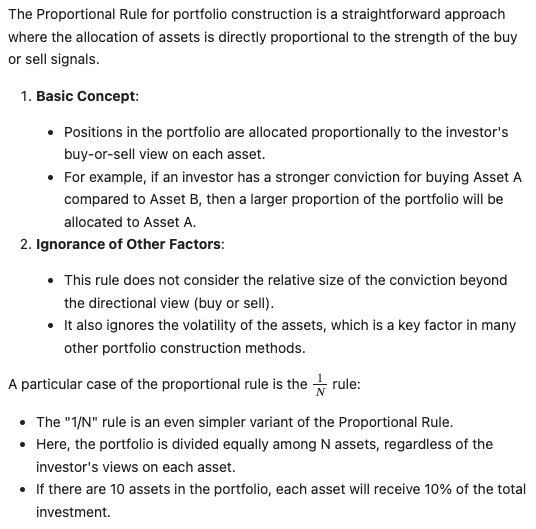 The Proportional Rule for portfolio construction is a straightforward approach
where the allocation of assets is directly proportional to the strength of the buy
or sell signals.
1. Basic Concept:
• Positions in the portfolio are allocated proportionally to the investor's
buy-or-sell view on each asset.
• For example, if an investor has a stronger conviction for buying Asset A
compared to Asset B, then a larger proportion of the portfolio will be
allocated to Asset A.
2. Ignorance of Other Factors:
• This rule does not consider the relative size of the conviction beyond
the directional view (buy or sell).
• It also ignores the volatility of the assets, which is a key factor in many
other portfolio construction methods.
A particular case of the proportional rule is the 1/N rule:
• The "1/N" rule is an even simpler variant of the Proportional Rule.
• Here, the portfolio is divided equally among N assets, regardless of the
investor's views on each asset.
• If there are 10 assets in the portfolio, each asset will receive 10% of the total
investment.